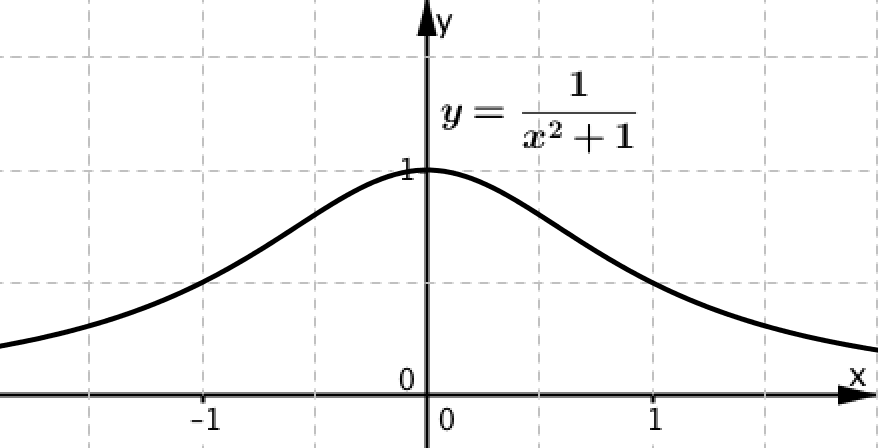 y
y = 1/(x² + 1)
1
0
x
-1
0
1